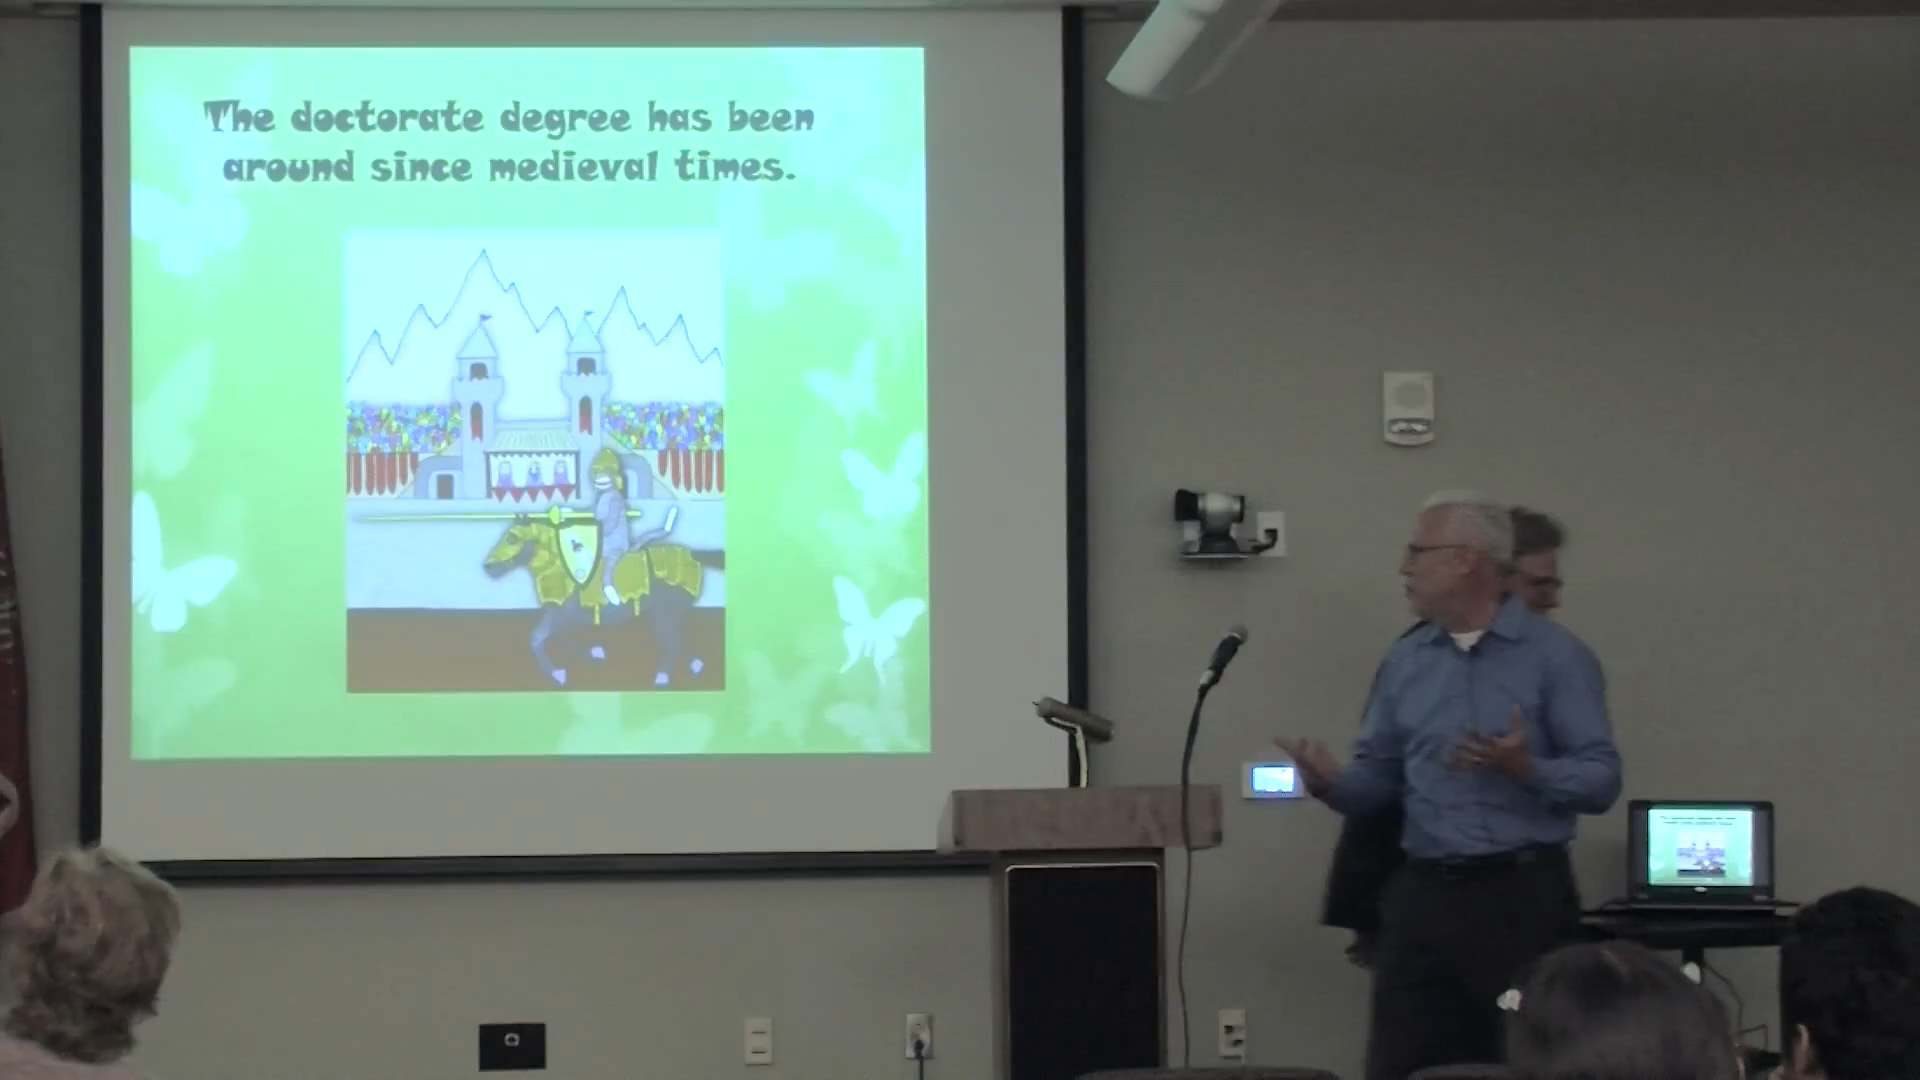 The doctorate degree has been
around since medieval times.